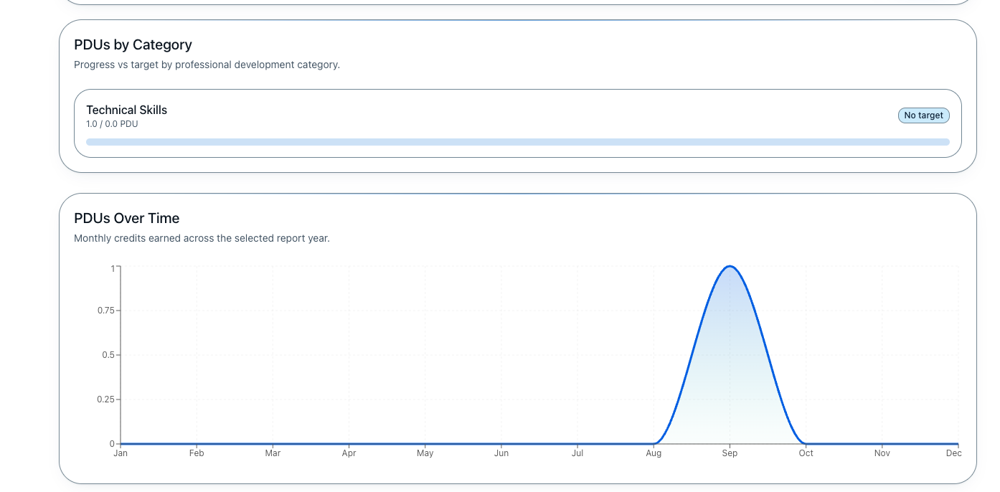 PDUs by Category
Progress vs target by professional development category.
Technical Skills
No target
1.0 / 0.0 PDU
PDUs Over Time
Monthly credits earned across the selected report year.
1
0.75
0.5
0.25
0
Jan Feb Mar Apr May Jun Jul Aug Sep Oct Nov Dec